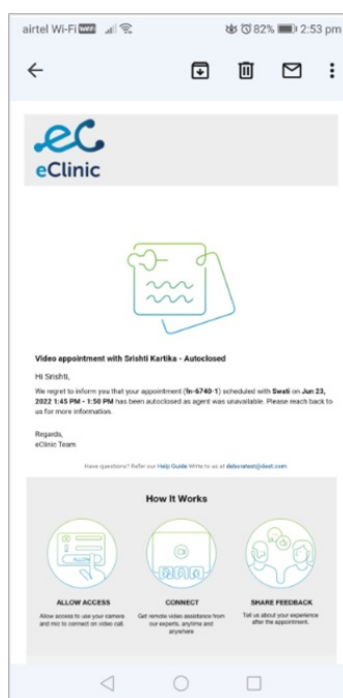 airtel Wi-Fi 82% 2:53 pm
eC
eClinic
Video appointment with Srishti Kartika - Autoclosed
Hi Srishti,
We regret to inform you that your appointment (fn-6740-1) scheduled with Swati on Jun 23,
2022 1:45 PM - 1:50 PM has been autoclosed as agent was unavailable. Please reach back to
us for more information.
Regards,
eClinic Team
Have questions? Refer our Help Guide Write to us at
How It Works
ALLOW ACCESS
Allow access to use your camera
and mic to connect on video call.
CONNECT
Get remote video assistance from
our experts, anytime and
anywhere
SHARE FEEDBACK
Tell us about your experience
after the appointment.